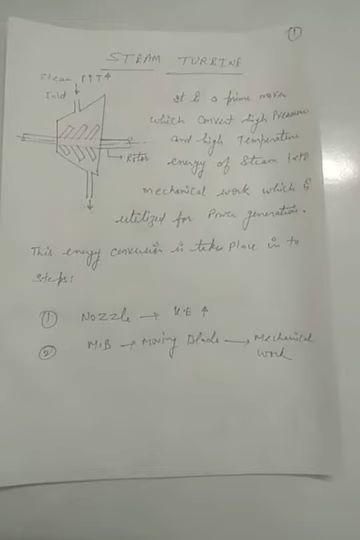 ①
STEAM TURBINE
Steam P↑T↑
Inlet
Rotor
It is a prime mover
which convert high Pressure
and high Temperature
energy of Steam into
mechanical work which is
utilized for Power generation.
This energy conversion is take Place in to
Steps:
① Nozzle → K.E ↑
② M.B → Moving Blade → Mechanical
work